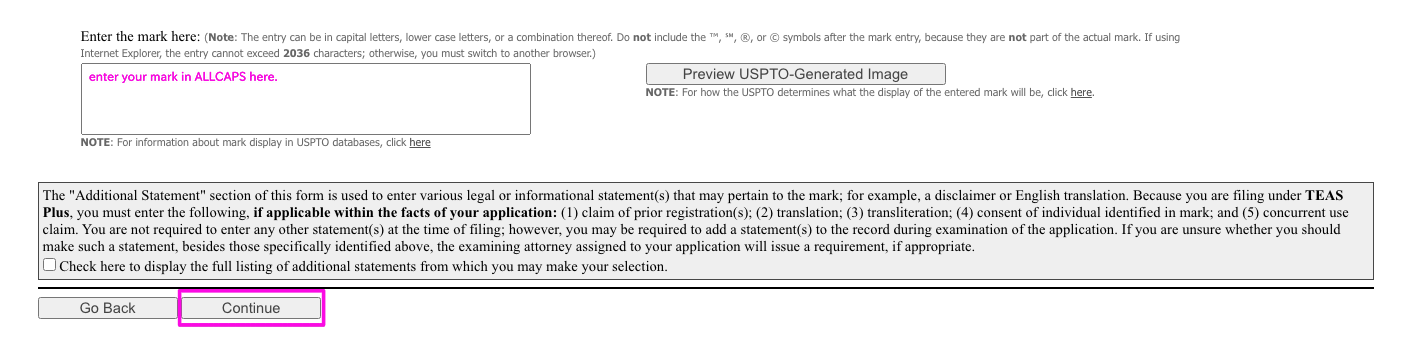 Enter the mark here: (Note: The entry can be in capital letters, lower case letters, or a combination thereof. Do not include the ™, ℠, ®, or © symbols after the mark entry, because they are not part of the actual mark. If using
Internet Explorer, the entry cannot exceed 2036 characters; otherwise, you must switch to another browser.)
enter your mark in ALLCAPS here.
Preview USPTO-Generated Image
NOTE: For how the USPTO determines what the display of the entered mark will be, click here.
NOTE: For information about mark display in USPTO databases, click here
The "Additional Statement" section of this form is used to enter various legal or informational statement(s) that may pertain to the mark; for example, a disclaimer or English translation. Because you are filing under TEAS
Plus, you must enter the following, if applicable within the facts of your application: (1) claim of prior registration(s); (2) translation; (3) transliteration; (4) consent of individual identified in mark; and (5) concurrent use
claim. You are not required to enter any other statement(s) at the time of filing; however, you may be required to add a statement(s) to the record during examination of the application. If you are unsure whether you should
make such a statement, besides those specifically identified above, the examining attorney assigned to your application will issue a requirement, if appropriate.
Check here to display the full listing of additional statements from which you may make your selection.
Go Back Continue